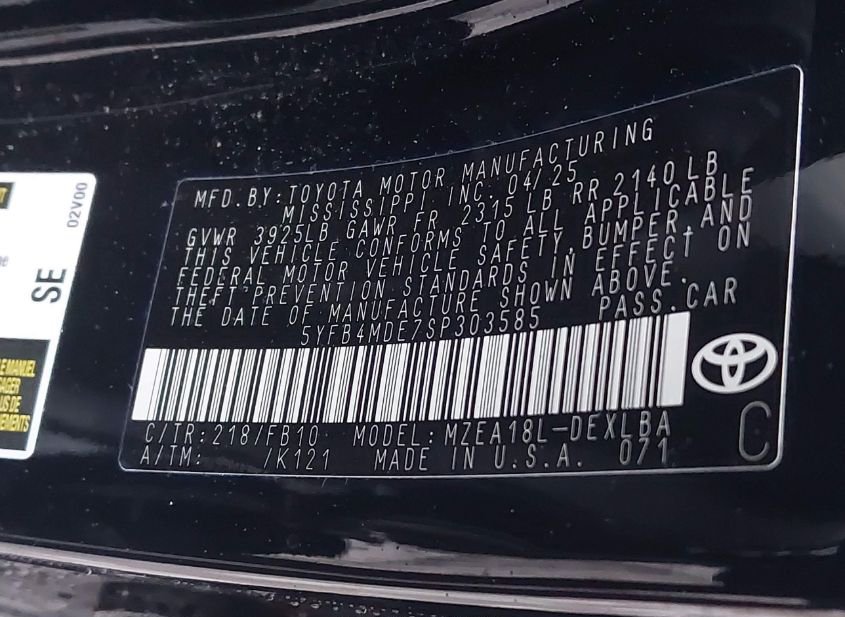 MFD. BY: TOYOTA MOTOR MANUFACTURING
MISSISSIPPI INC. 04/25
GVWR 3925LB GAWR FR 2315 LB RR 2140 LB
THIS VEHICLE CONFORMS TO ALL APPLICABLE
FEDERAL MOTOR VEHICLE SAFETY, BUMPER, AND
THEFT PREVENTION STANDARDS IN EFFECT ON
THE DATE OF MANUFACTURE SHOWN ABOVE.
5YFB4MDE7SP303585 PASS. CAR
C/TR: 218/FB10 MODEL: MZEA18L-DEXLBA
A/TM: /K121 MADE IN U.S.A. 071
C
02V00
SE
LE MANUEL